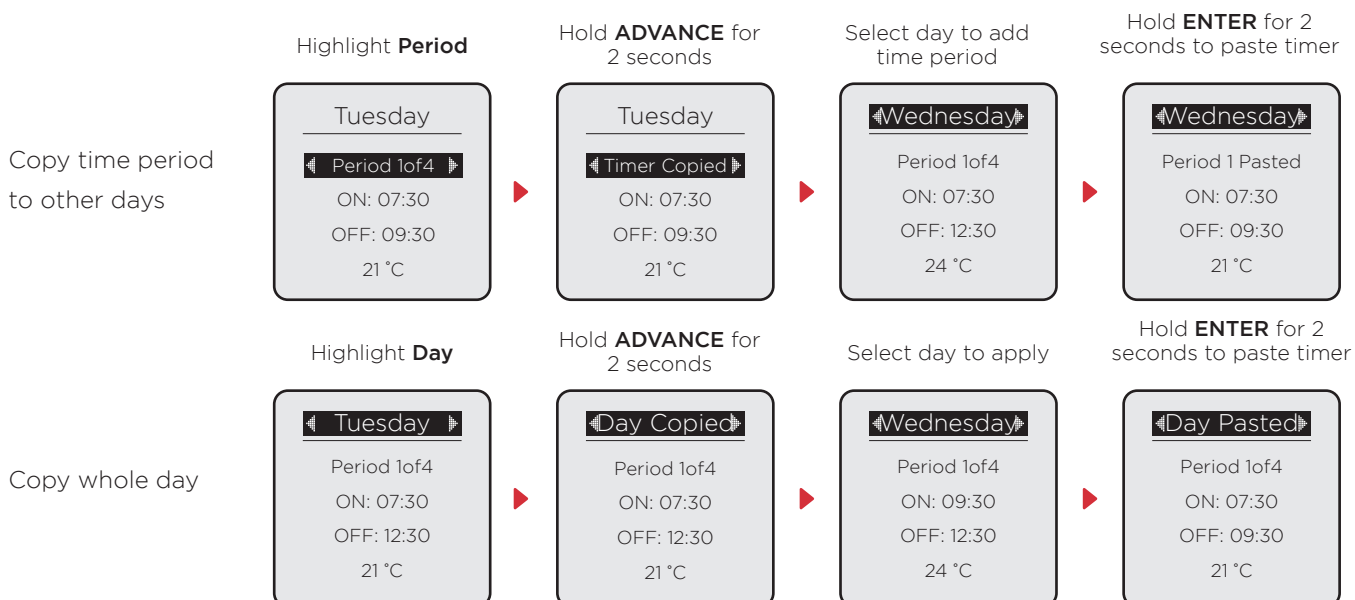 Highlight Period
Hold ADVANCE for
2 seconds
Select day to add
time period
Hold ENTER for 2
seconds to paste timer
Copy time period
to other days
Tuesday
Period 1of4
ON: 07:30
OFF: 09:30
21 °C
Tuesday
Timer Copied
ON: 07:30
OFF: 09:30
21 °C
Wednesday
Period 1of4
ON: 07:30
OFF: 12:30
24 °C
Wednesday
Period 1 Pasted
ON: 07:30
OFF: 09:30
21 °C
Highlight Day
Hold ADVANCE for
2 seconds
Select day to apply
Hold ENTER for 2
seconds to paste timer
Copy whole day
Tuesday
Period 1of4
ON: 07:30
OFF: 12:30
21 °C
Day Copied
Period 1of4
ON: 07:30
OFF: 12:30
21 °C
Wednesday
Period 1of4
ON: 09:30
OFF: 12:30
24 °C
Day Pasted
Period 1of4
ON: 07:30
OFF: 09:30
21 °C